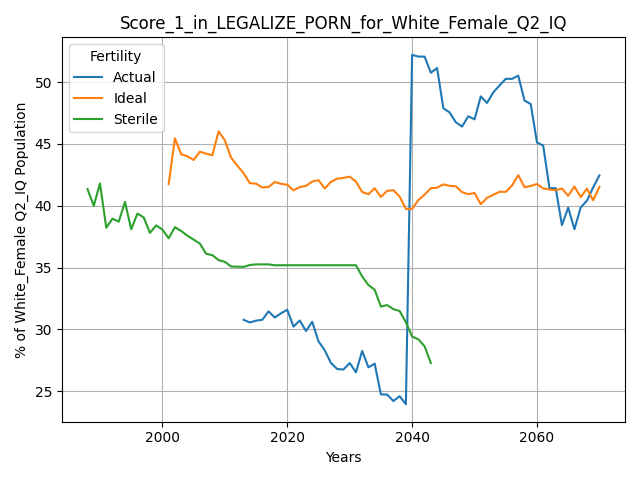 Score_1_in_LEGALIZE_PORN_for_White_Female_Q2_IQ
Fertility
Actual
Ideal
Sterile
% of White_Female Q2_IQ Population
50
45
40
35
30
25
2000
2020
2040
2060
Years